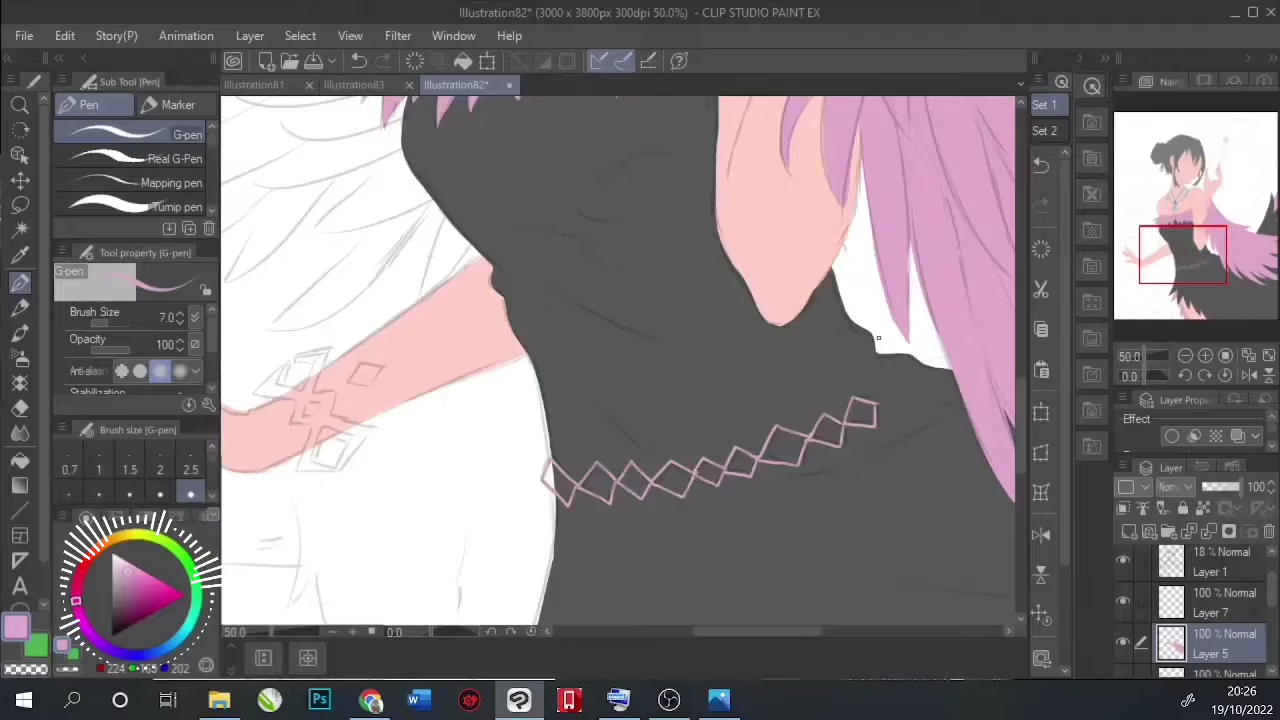 Illustration82* (3000 x 3800px 300dpi 50.0%) - CLIP STUDIO PAINT EX
File Edit Story(P) Animation Layer Select View Filter Window Help
Sub Tool [Pen]
Illustration81 Illustration83 Illustration82*
Pen Marker
G-pen
Real G-Pen
Mapping pen
Turnip pen
Tool property [G-pen]
G-pen
Brush Size 7.0
Opacity 100
Anti-alias
Stabilization
Brush size [G-pen]
0.7 1 1.5 2 2.5
224 165 202
50.0 0.0
Set 1
Set 2
Navi
50.0
0.0
Layer Prope
Effect
Layer
Norm 100
18 % Normal
Layer 1
100 % Normal
Layer 7
100 % Normal
Layer 5
100 % Normal
20:26
19/10/2022